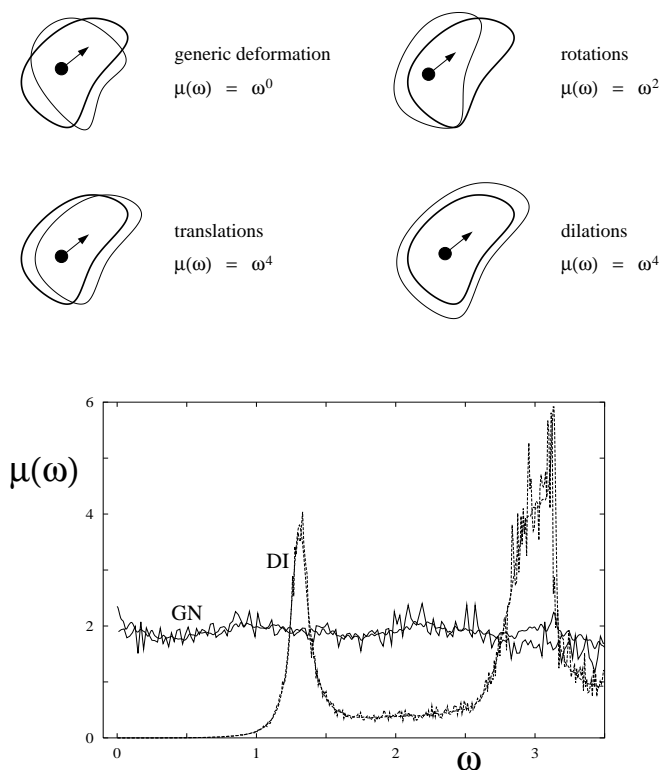 generic deformation
μ(ω) = ω⁰
rotations
μ(ω) = ω²
translations
μ(ω) = ω⁴
dilations
μ(ω) = ω⁴
6
μ(ω)
4
DI
GN
2
0
0 1 2 3
ω